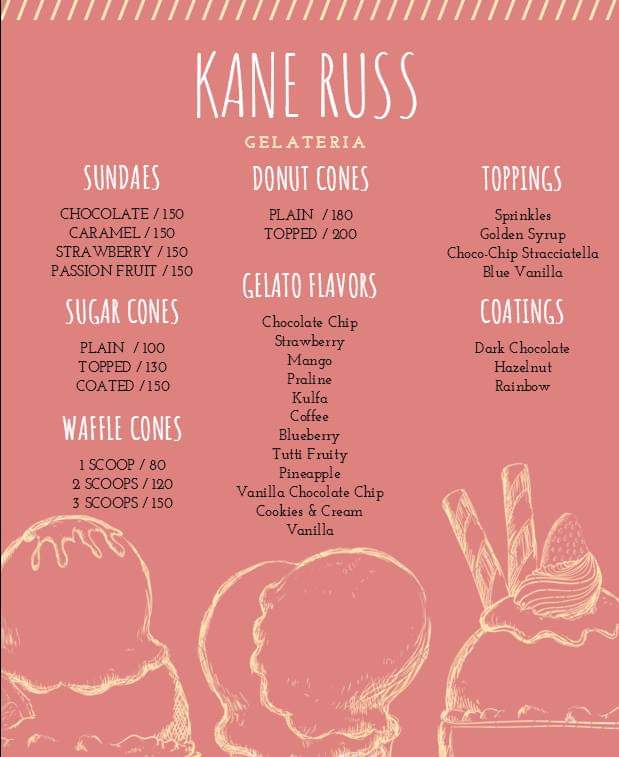 KANE RUSS
GELATERIA
SUNDAES
CHOCOLATE / 150
CARAMEL / 150
STRAWBERRY / 150
PASSION FRUIT / 150
SUGAR CONES
PLAIN / 100
TOPPED / 130
COATED / 150
WAFFLE CONES
1 SCOOP / 80
2 SCOOPS / 120
3 SCOOPS / 150
DONUT CONES
PLAIN / 180
TOPPED / 200
GELATO FLAVORS
Chocolate Chip
Strawberry
Mango
Praline
Kulfa
Coffee
Blueberry
Tutti Fruity
Pineapple
Vanilla Chocolate Chip
Cookies & Cream
Vanilla
TOPPINGS
Sprinkles
Golden Syrup
Choco-Chip Stracciatella
Blue Vanilla
COATINGS
Dark Chocolate
Hazelnut
Rainbow